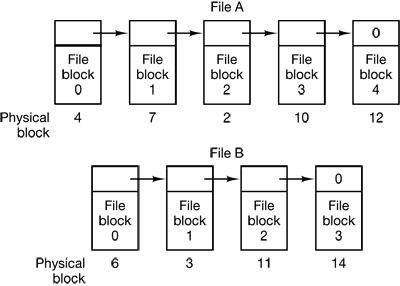 File A
0
File block 0
File block 1
File block 2
File block 3
File block 4
Physical block
4 7 2 10 12
File B
0
File block 0
File block 1
File block 2
File block 3
Physical block
6 3 11 14